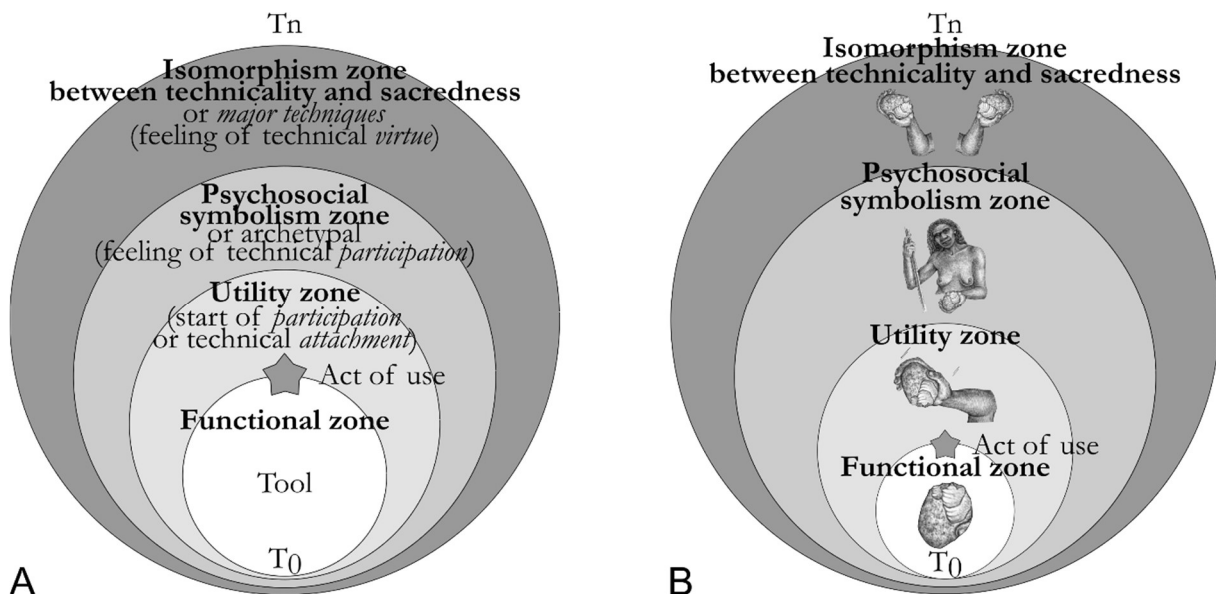 Tn
Isomorphism zone
between technicality and sacredness
or major techniques
(feeling of technical virtue)
Psychosocial
symbolism zone
or archetypal
(feeling of technical participation)
Utility zone
(start of participation
or technical attachment)
Act of use
Functional zone
Tool
T0
A
Tn
Isomorphism zone
between technicality and sacredness
Psychosocial
symbolism zone
Utility zone
Act of use
Functional zone
T0
B